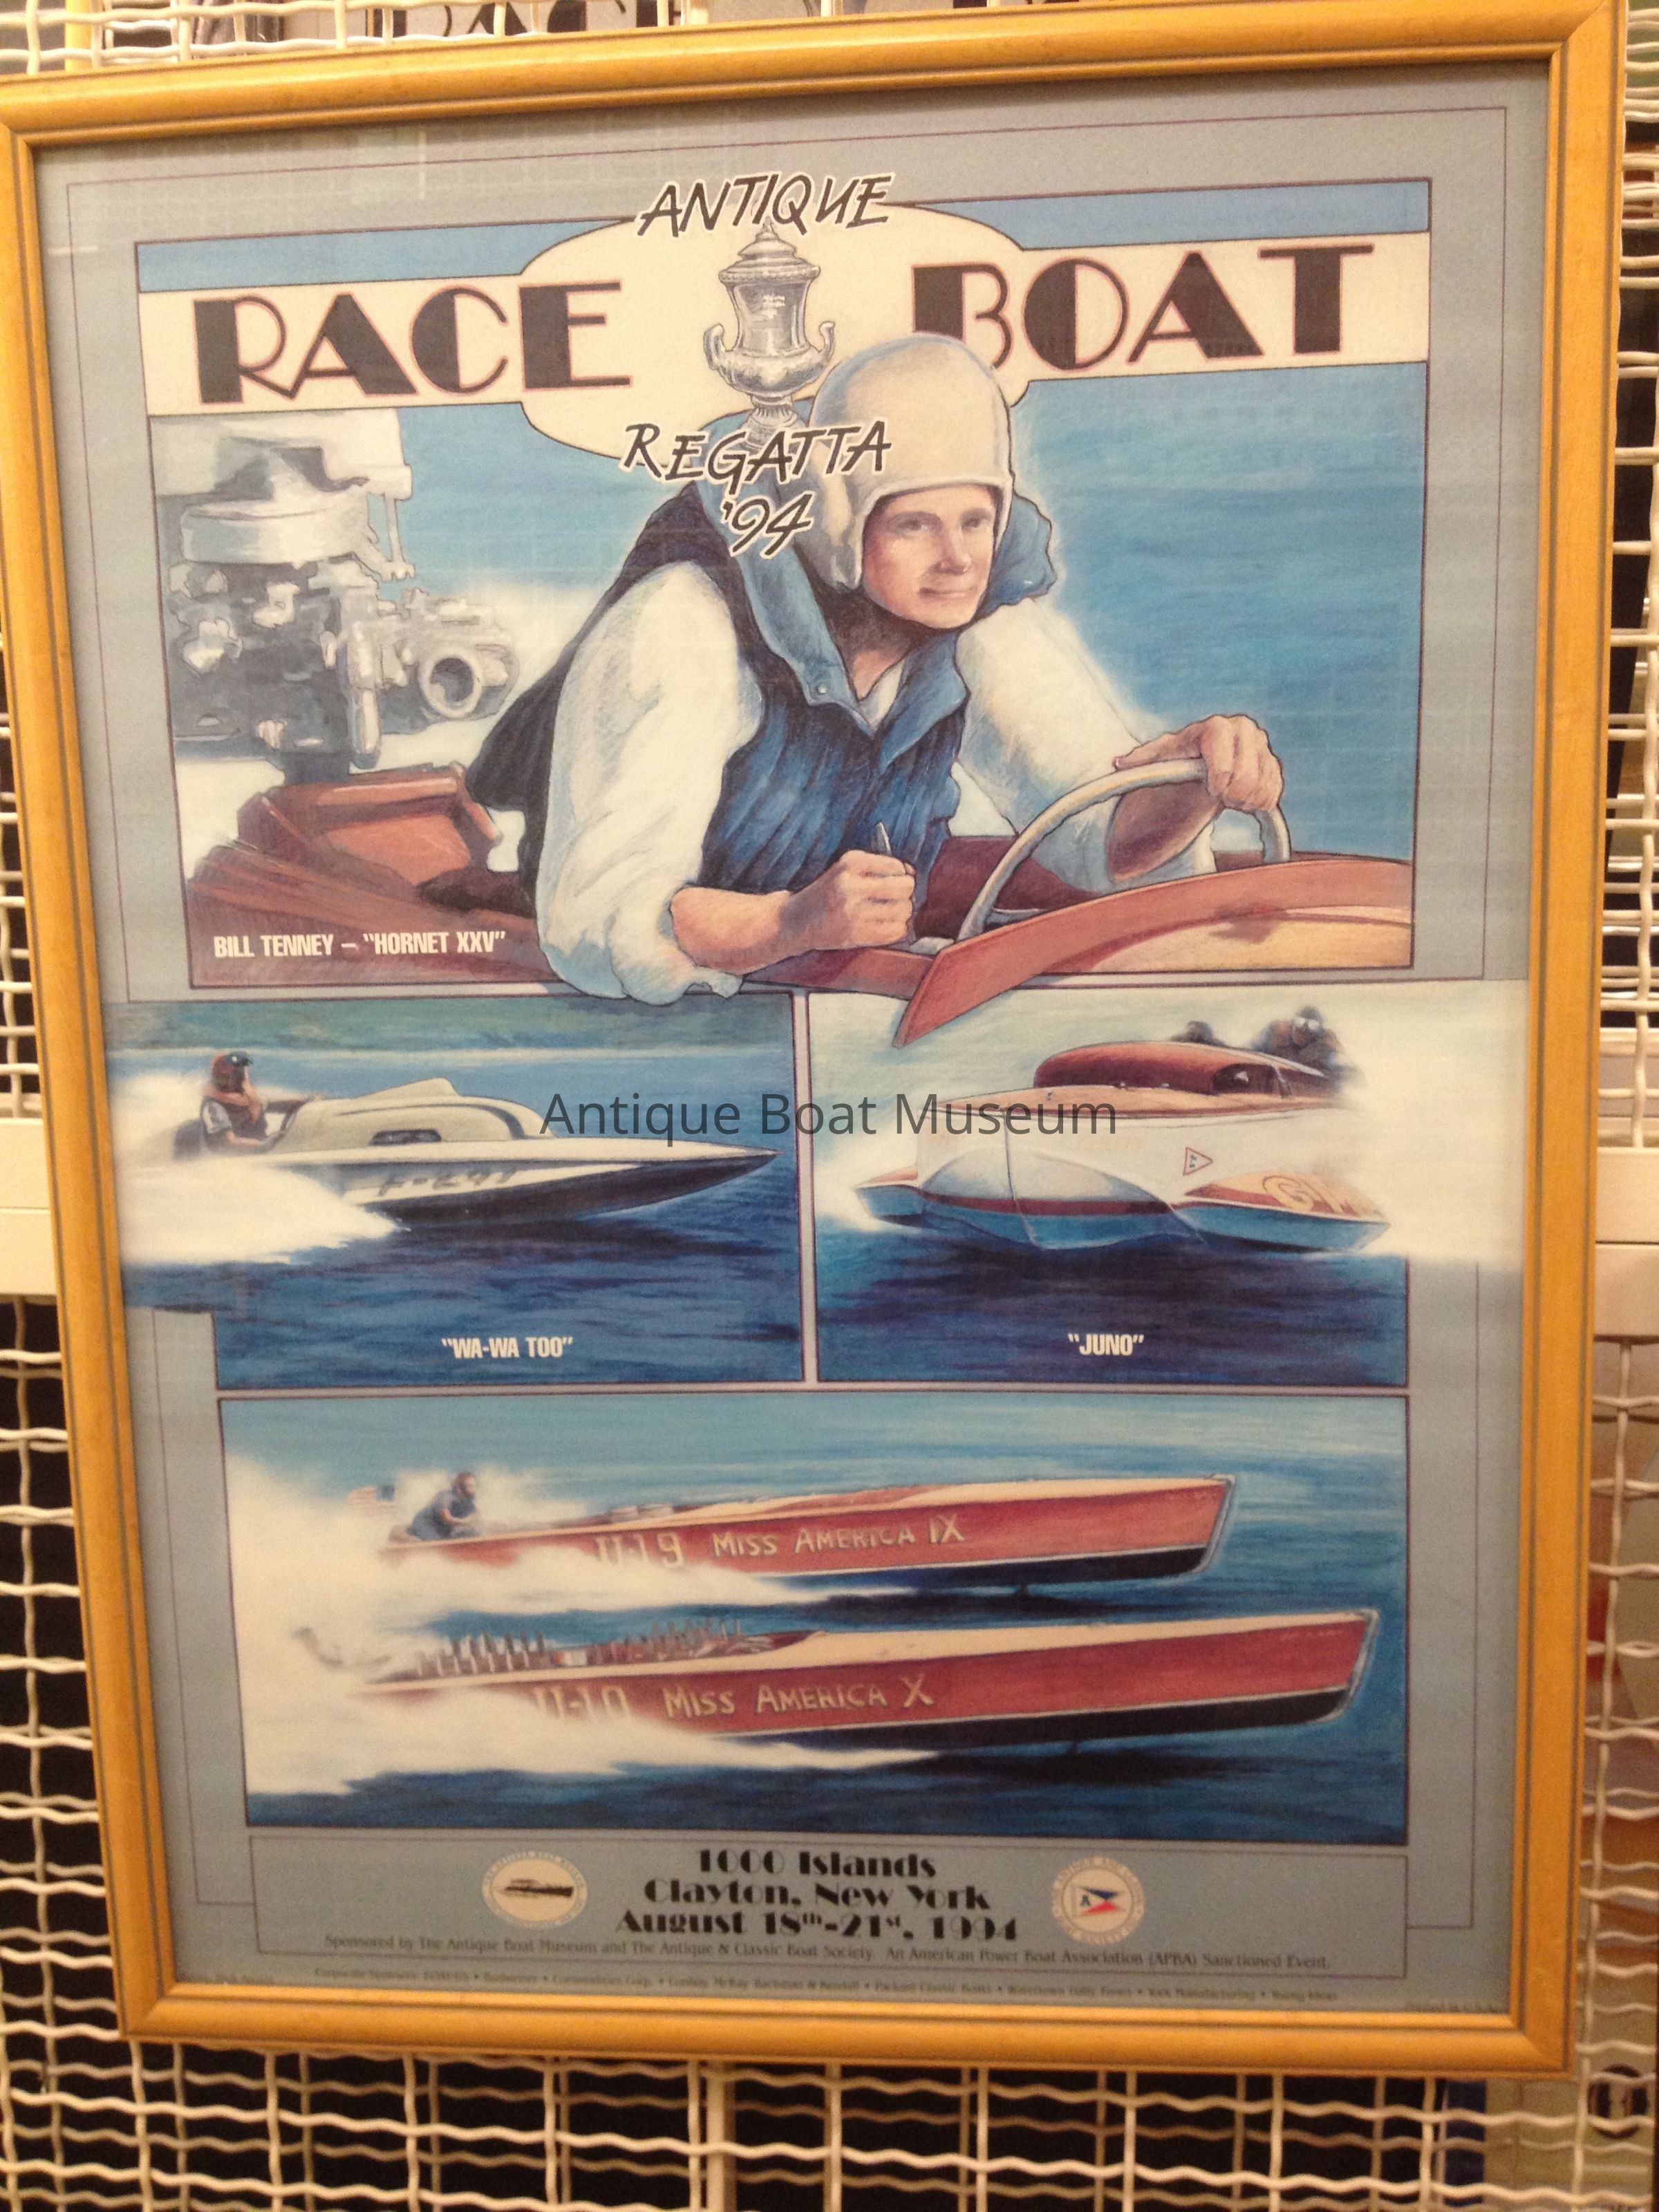 ANTIQUE
RACE BOAT
REGATTA
'94
BILL TENNEY – "HORNET XXV"
Antique Boat Museum
"WA-WA TOO"
"JUNO"
U-19 MISS AMERICA IX
U-10 MISS AMERICA X
1000 Islands
Clayton, New York
August 18th-21st, 1994
Sponsored by The Antique Boat Museum and The Antique & Classic Boat Society. An American Power Boat Association (APBA) Sanctioned Event.